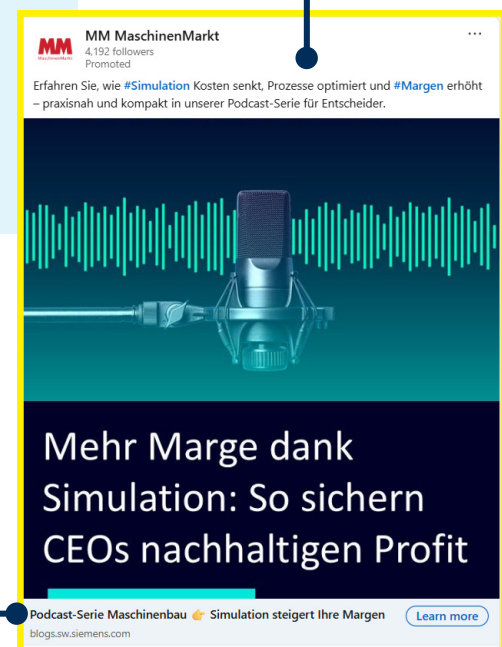 MM MaschinenMarkt
4,192 followers
Promoted
MM
MaschinenMarkt
Erfahren Sie, wie #Simulation Kosten senkt, Prozesse optimiert und #Margen erhöht
– praxisnah und kompakt in unserer Podcast-Serie für Entscheider.
Mehr Marge dank
Simulation: So sichern
CEOs nachhaltigen Profit
Podcast-Serie Maschinenbau 👉 Simulation steigert Ihre Margen
Learn more
blogs.sw.siemens.com